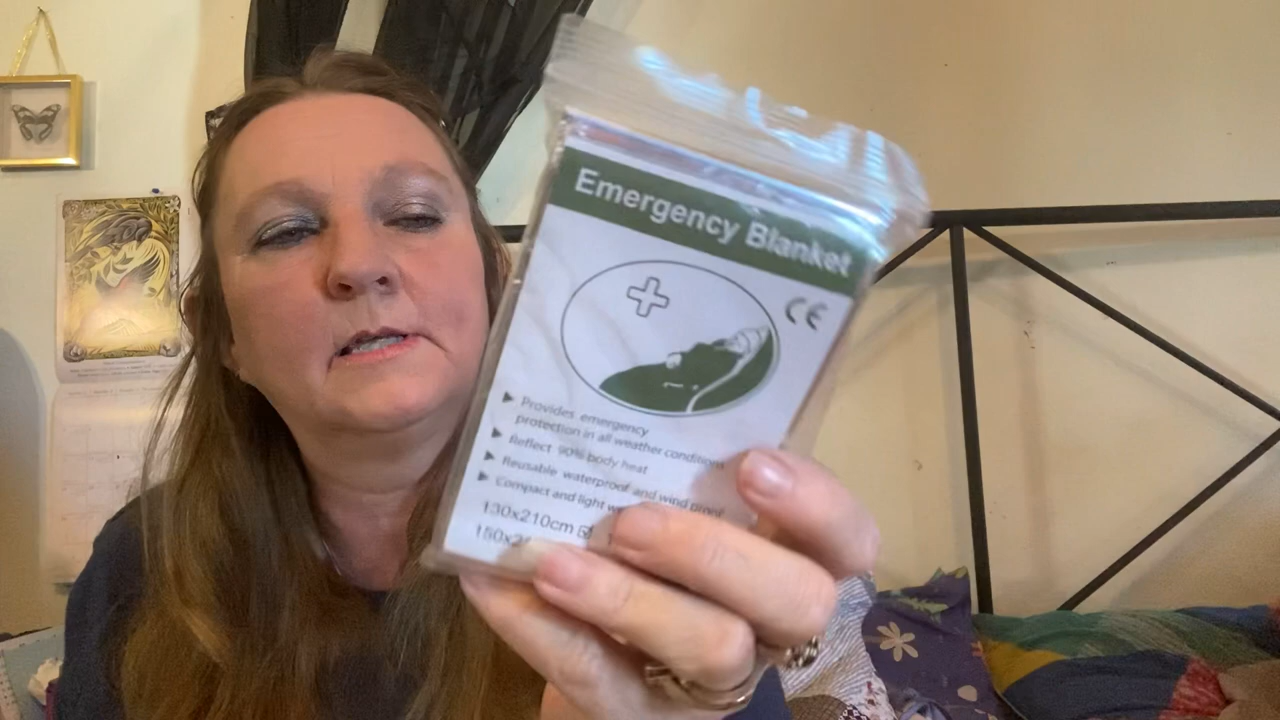 Emergency Blanket
CE
Provides emergency
protection in all weather conditions
Reflect 90% body heat
Reusable waterproof and wind proof
Compact and light
130x210cm